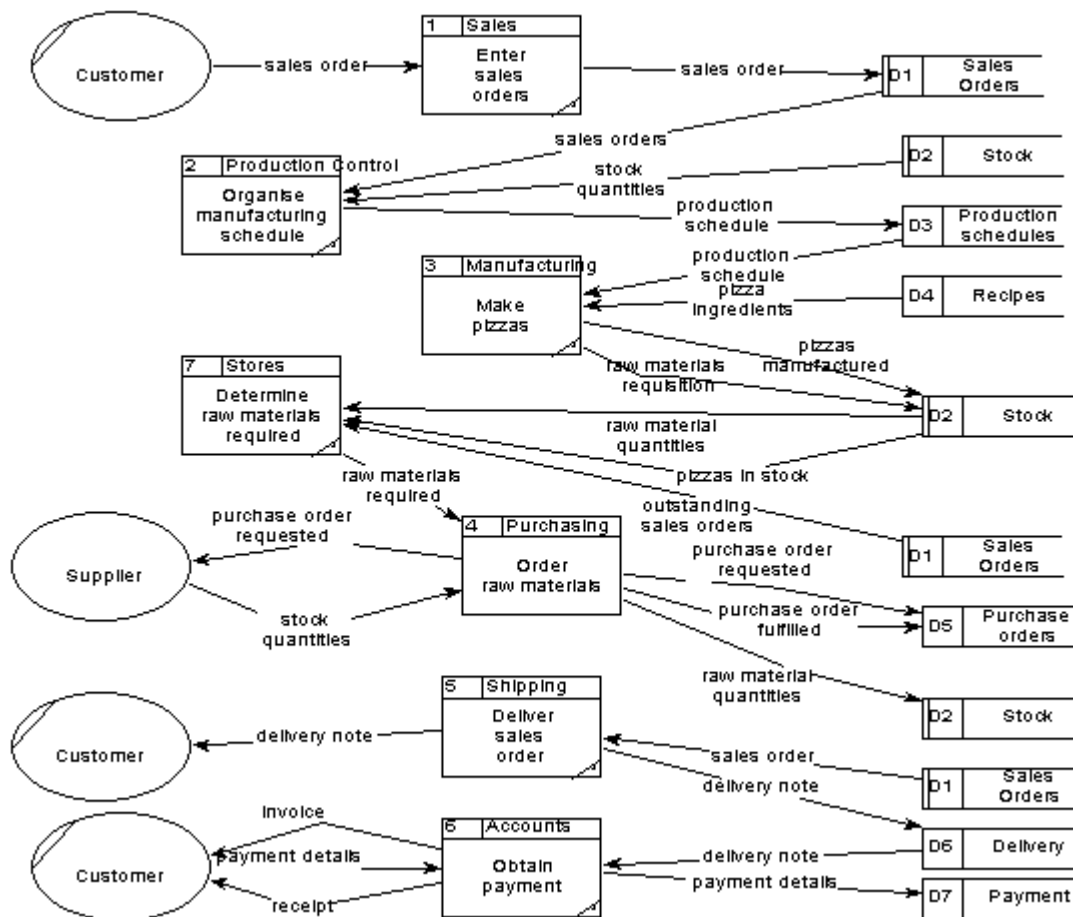 1 Sales
Customer
sales order
Enter
sales
orders
sales order
D1 Sales
Orders
sales orders
2 Production Control
Organise
manufacturing
schedule
stock
quantities
D2 Stock
production
schedule
D3 Production
schedules
production
schedule
3 Manufacturing
Make
pizzas
pizza
ingredients
D4 Recipes
pizzas
manufactured
raw materials
requisition
7 Stores
Determine
raw materials
required
raw material
quantities
D2 Stock
pizzas in stock
raw materials
required
outstanding
sales orders
D1 Sales
Orders
purchase order
requested
Supplier
stock
quantities
4 Purchasing
Order
raw materials
purchase order
requested
purchase order
fulfilled
D5 Purchase
orders
raw material
quantities
D2 Stock
5 Shipping
Deliver
sales
order
Customer
delivery note
sales order
D1 Sales
Orders
delivery note
D6 Delivery
invoice
6 Accounts
Obtain
payment
Customer
payment details
receipt
delivery note
payment details
D7 Payment